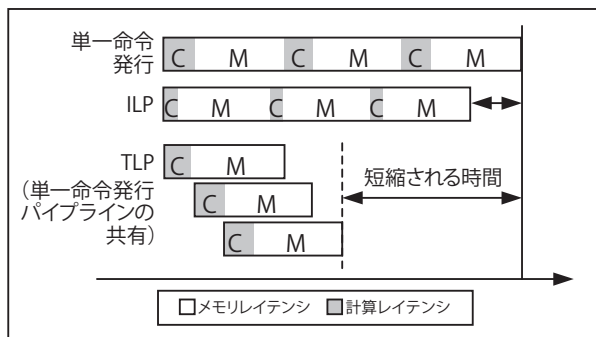 単一命令
発行
C M C M C M
ILP
C M C M C M
TLP
(単一命令発行
パイプラインの
共有)
C M
C M
C M
短縮される時間
メモリレイテンシ 計算レイテンシ